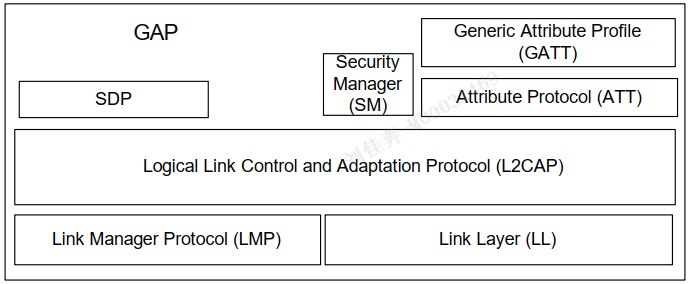 GAP
Generic Attribute Profile
(GATT)
Security
Manager
(SM)
SDP
Attribute Protocol (ATT)
Logical Link Control and Adaptation Protocol (L2CAP)
Link Manager Protocol (LMP)
Link Layer (LL)